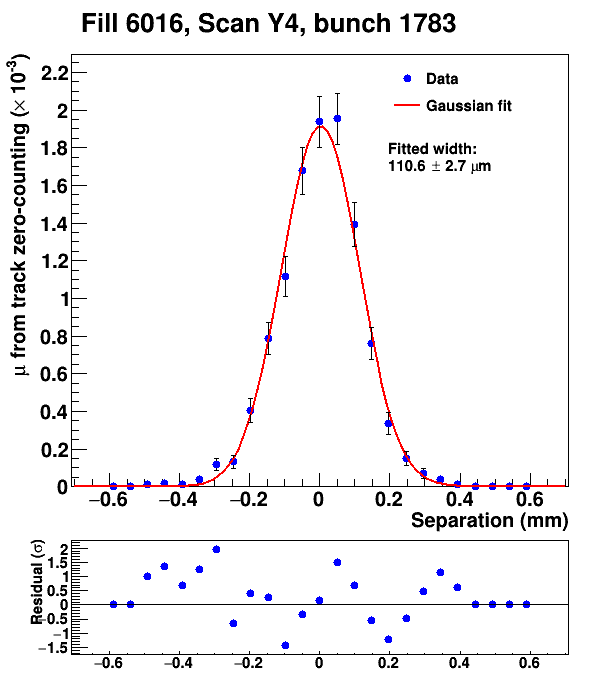 Fill 6016, Scan Y4, bunch 1783
μ from track zero-counting (× 10⁻³)
2.2
2
1.8
1.6
1.4
1.2
1
0.8
0.6
0.4
0.2
0
Data
Gaussian fit
Fitted width:
110.6 ± 2.7 μm
−0.6 −0.4 −0.2 0 0.2 0.4 0.6
Separation (mm)
Residual (σ)
2
1.5
1
0.5
0
−0.5
−1
−1.5
−0.6 −0.4 −0.2 0 0.2 0.4 0.6